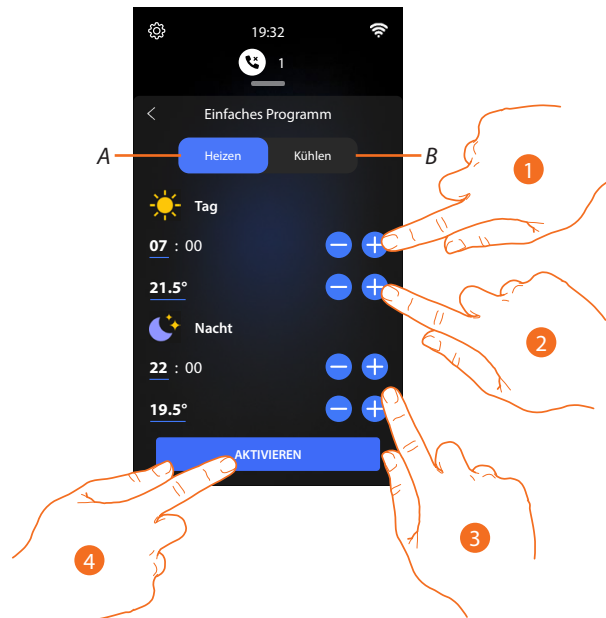 19:32
1
Einfaches Programm
A
Heizen
Kühlen
B
1
Tag
07 : 00
21.5°
2
Nacht
22 : 00
19.5°
AKTIVIEREN
3
4